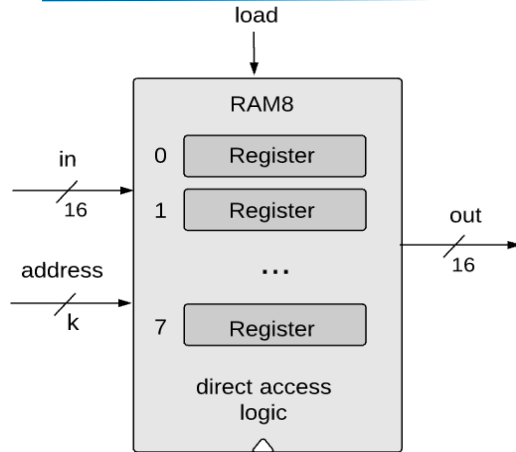 load
RAM8
0 Register
in
16
1 Register
out
16
address
k
...
7 Register
direct access
logic